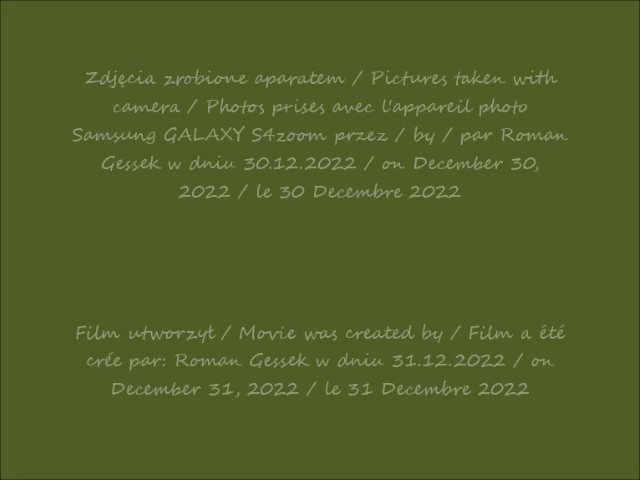 Zdjęcia zrobione aparatem / Pictures taken with
camera / Photos prises avec l'appareil photo
Samsung GALAXY S4zoom przez / by / par Roman
Gessek w dniu 30.12.2022 / on December 30,
2022 / le 30 Decembre 2022
Film utworzył / Movie was created by / Film a été
crée par: Roman Gessek w dniu 31.12.2022 / on
December 31, 2022 / le 31 Decembre 2022